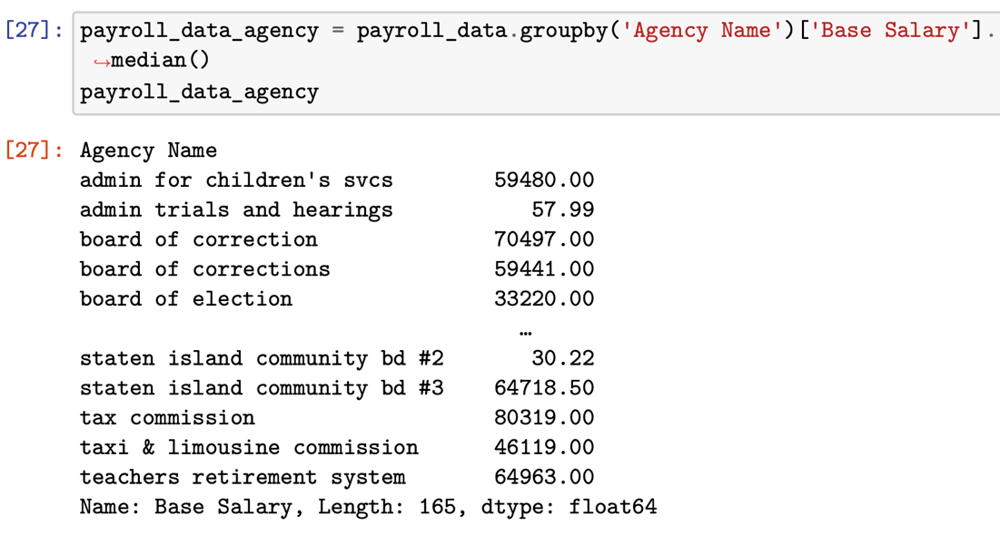 [27]: payroll_data_agency = payroll_data.groupby('Agency Name')['Base Salary'].
↪median()
payroll_data_agency
[27]: Agency Name
admin for children's svcs 59480.00
admin trials and hearings 57.99
board of correction 70497.00
board of corrections 59441.00
board of election 33220.00
…
staten island community bd #2 30.22
staten island community bd #3 64718.50
tax commission 80319.00
taxi & limousine commission 46119.00
teachers retirement system 64963.00
Name: Base Salary, Length: 165, dtype: float64